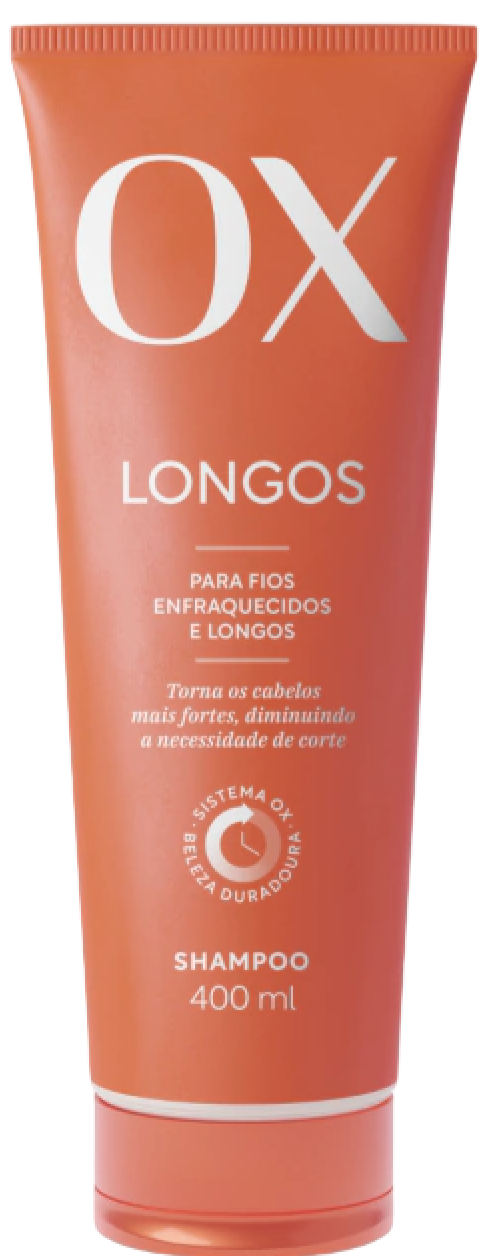 OX
LONGOS
PARA FIOS
ENFRAQUECIDOS
E LONGOS
Torna os cabelos
mais fortes, diminuindo
a necessidade de corte
· SISTEMA OX ·
BELEZA DURADOURA
SHAMPOO
400 ml